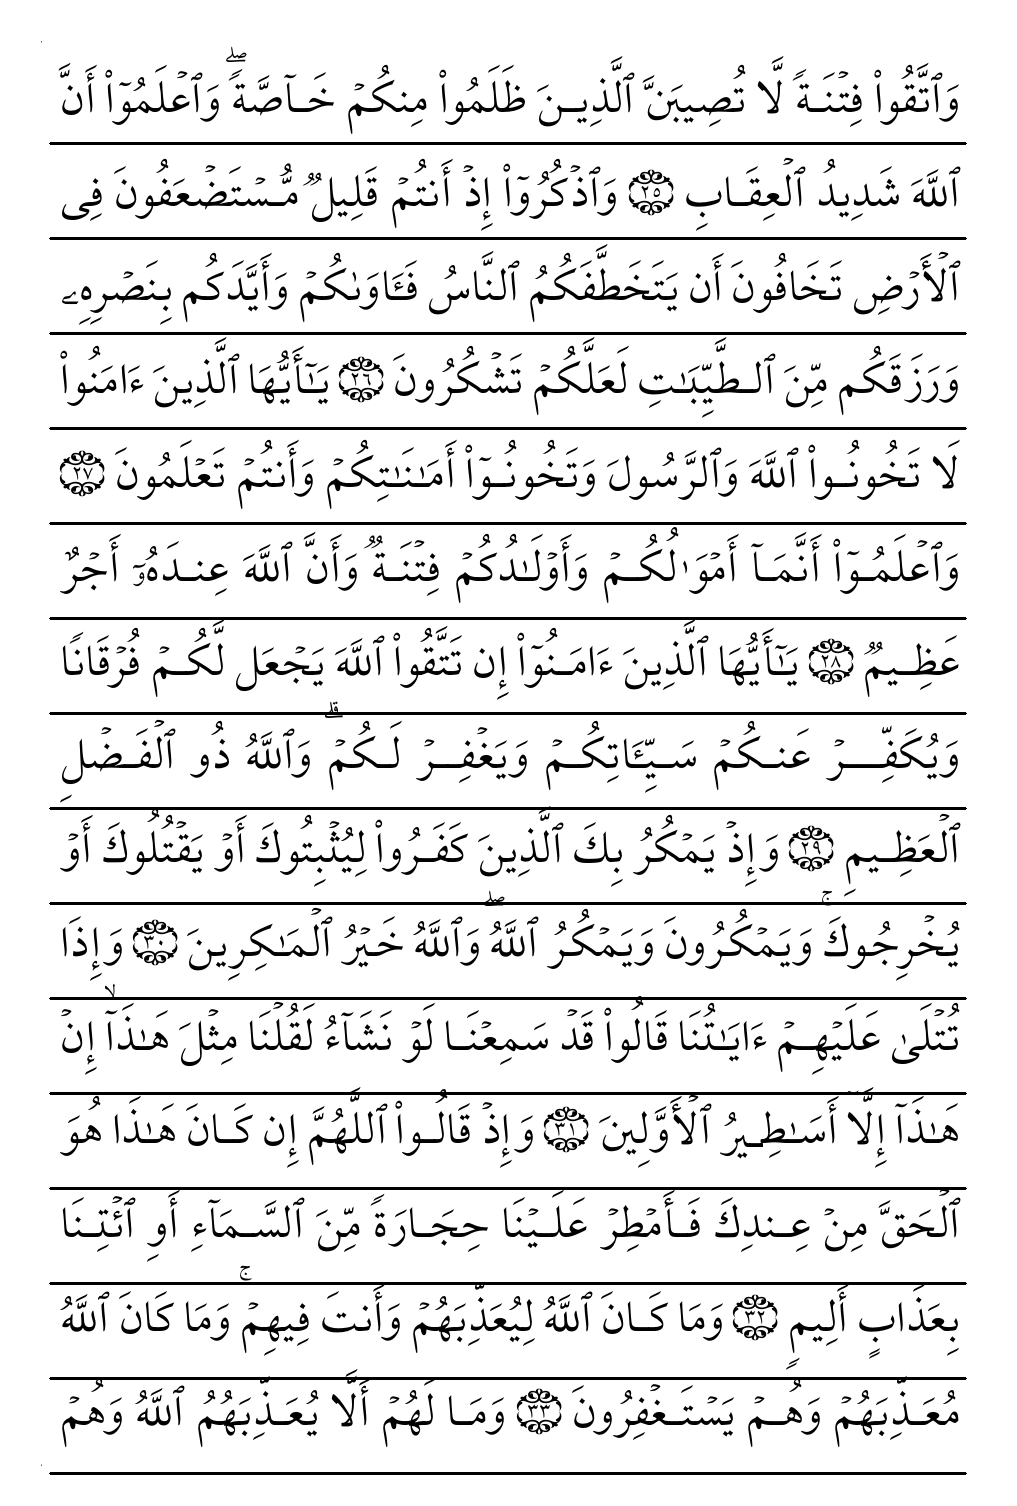 وَٱتَّقُوا۟ فِتْنَةً لَّا تُصِيبَنَّ ٱلَّذِينَ ظَلَمُوا۟ مِنكُمْ خَآصَّةً ۖ وَٱعْلَمُوٓا۟ أَنَّ
ٱللَّهَ شَدِيدُ ٱلْعِقَابِ ٢٥ وَٱذْكُرُوٓا۟ إِذْ أَنتُمْ قَلِيلٌ مُّسْتَضْعَفُونَ فِى
ٱلْأَرْضِ تَخَافُونَ أَن يَتَخَطَّفَكُمُ ٱلنَّاسُ فَـَٔاوَىٰكُمْ وَأَيَّدَكُم بِنَصْرِهِۦ
وَرَزَقَكُم مِّنَ ٱلطَّيِّبَـٰتِ لَعَلَّكُمْ تَشْكُرُونَ ٢٦ يَـٰٓأَيُّهَا ٱلَّذِينَ ءَامَنُوا۟
لَا تَخُونُوا۟ ٱللَّهَ وَٱلرَّسُولَ وَتَخُونُوٓا۟ أَمَـٰنَـٰتِكُمْ وَأَنتُمْ تَعْلَمُونَ ٢٧
وَٱعْلَمُوٓا۟ أَنَّمَآ أَمْوَٰلُكُمْ وَأَوْلَـٰدُكُمْ فِتْنَةٌ وَأَنَّ ٱللَّهَ عِندَهُۥٓ أَجْرٌ
عَظِيمٌ ٢٨ يَـٰٓأَيُّهَا ٱلَّذِينَ ءَامَنُوٓا۟ إِن تَتَّقُوا۟ ٱللَّهَ يَجْعَل لَّكُمْ فُرْقَانًا
وَيُكَفِّرْ عَنكُمْ سَيِّـَٔاتِكُمْ وَيَغْفِرْ لَكُمْ ۗ وَٱللَّهُ ذُو ٱلْفَضْلِ
ٱلْعَظِيمِ ٢٩ وَإِذْ يَمْكُرُ بِكَ ٱلَّذِينَ كَفَرُوا۟ لِيُثْبِتُوكَ أَوْ يَقْتُلُوكَ أَوْ
يُخْرِجُوكَ ۚ وَيَمْكُرُونَ وَيَمْكُرُ ٱللَّهُ ۖ وَٱللَّهُ خَيْرُ ٱلْمَـٰكِرِينَ ٣٠ وَإِذَا
تُتْلَىٰ عَلَيْهِمْ ءَايَـٰتُنَا قَالُوا۟ قَدْ سَمِعْنَا لَوْ نَشَآءُ لَقُلْنَا مِثْلَ هَـٰذَآ ۙ إِنْ
هَـٰذَآ إِلَّآ أَسَـٰطِيرُ ٱلْأَوَّلِينَ ٣١ وَإِذْ قَالُوا۟ ٱللَّهُمَّ إِن كَانَ هَـٰذَا هُوَ
ٱلْحَقَّ مِنْ عِندِكَ فَأَمْطِرْ عَلَيْنَا حِجَارَةً مِّنَ ٱلسَّمَآءِ أَوِ ٱئْتِنَا
بِعَذَابٍ أَلِيمٍ ٣٢ وَمَا كَانَ ٱللَّهُ لِيُعَذِّبَهُمْ وَأَنتَ فِيهِمْ ۚ وَمَا كَانَ ٱللَّهُ
مُعَذِّبَهُمْ وَهُمْ يَسْتَغْفِرُونَ ٣٣ وَمَا لَهُمْ أَلَّا يُعَذِّبَهُمُ ٱللَّهُ وَهُمْ